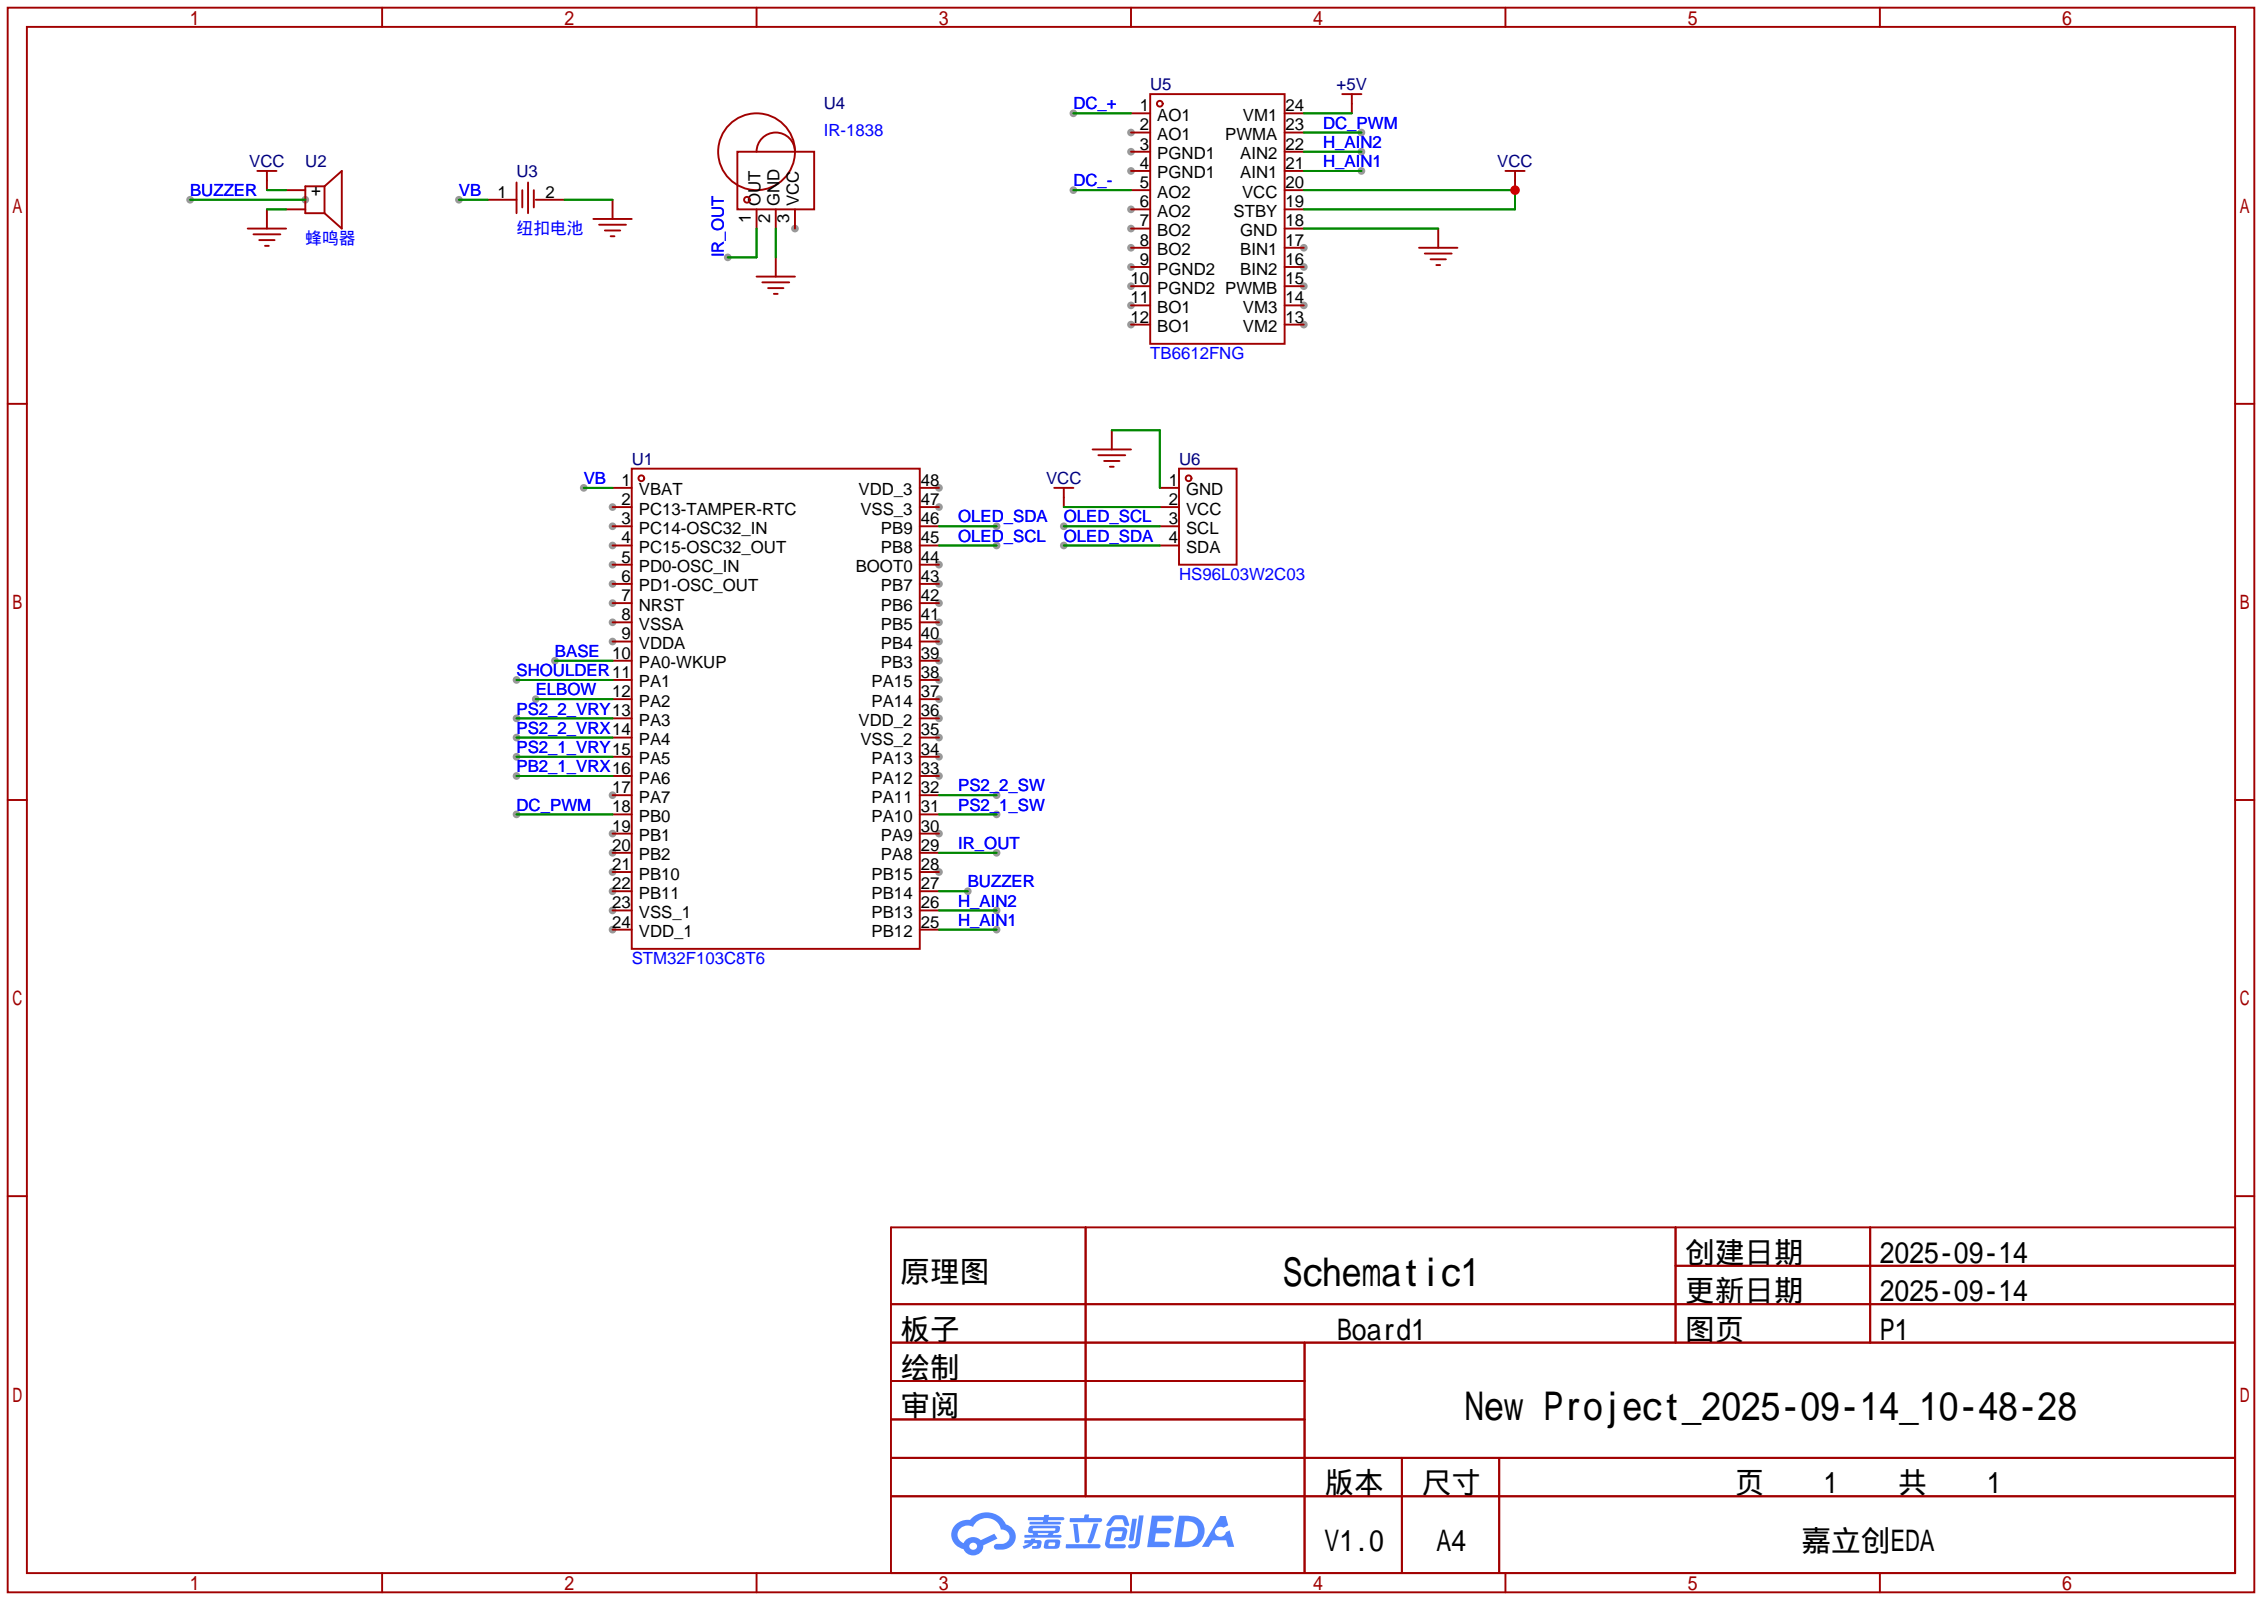 1 2 3 4 5 6
A A
B B
C C
D D
VCC U2
BUZZER
+
蜂鸣器
U3
VB 1 2
纽扣电池
U4
IR-1838
OUT
GND
VCC
1
2
3
IR_OUT
U5
+5V
DC_+ 1 AO1 VM1 24
2 AO1 PWMA 23 DC_PWM
3 PGND1 AIN2 22 H_AIN2
4 PGND1 AIN1 21 H_AIN1
DC_- 5 AO2 VCC 20
VCC
6 AO2 STBY 19
7 BO2 GND 18
8 BO2 BIN1 17
9 PGND2 BIN2 16
10 PGND2 PWMB 15
11 BO1 VM3 14
12 BO1 VM2 13
TB6612FNG
U1
VB 1 VBAT VDD_3 48
2 PC13-TAMPER-RTC VSS_3 47
3 PC14-OSC32_IN PB9 46 OLED_SDA
4 PC15-OSC32_OUT PB8 45 OLED_SCL
5 PD0-OSC_IN BOOT0 44
6 PD1-OSC_OUT PB7 43
7 NRST PB6 42
8 VSSA PB5 41
9 VDDA PB4 40
BASE 10 PA0-WKUP PB3 39
SHOULDER 11 PA1 PA15 38
ELBOW 12 PA2 PA14 37
PS2_2_VRY 13 PA3 VDD_2 36
PS2_2_VRX 14 PA4 VSS_2 35
PS2_1_VRY 15 PA5 PA13 34
PB2_1_VRX 16 PA6 PA12 33
17 PA7 PA11 32 PS2_2_SW
DC_PWM 18 PB0 PA10 31 PS2_1_SW
19 PB1 PA9 30
20 PB2 PA8 29 IR_OUT
21 PB10 PB15 28
22 PB11 PB14 27 BUZZER
23 VSS_1 PB13 26 H_AIN2
24 VDD_1 PB12 25 H_AIN1
STM32F103C8T6
U6
VCC
1 GND
2 VCC
OLED_SCL 3 SCL
OLED_SDA 4 SDA
HS96L03W2C03
原理图 Schematic1 创建日期 2025-09-14
更新日期 2025-09-14
板子 Board1 图页 P1
绘制
审阅
New Project_2025-09-14_10-48-28
版本 尺寸 页 1 共 1
嘉立创EDA V1.0 A4 嘉立创EDA
1 2 3 4 5 6